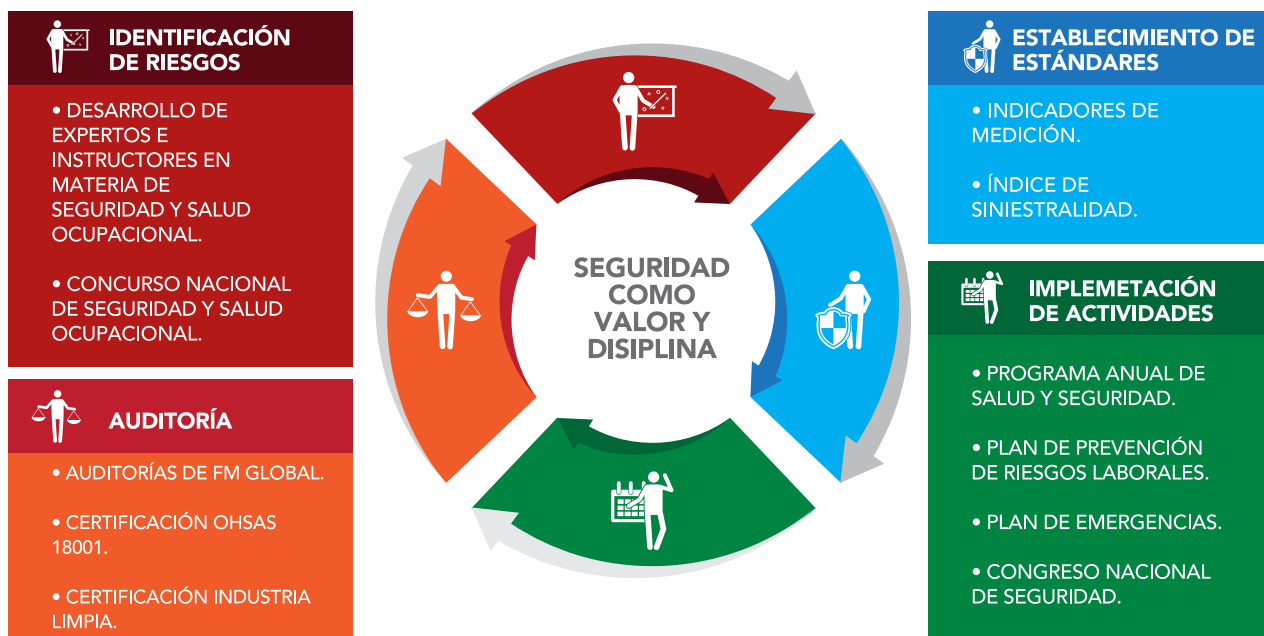 IDENTIFICACIÓN
DE RIESGOS
• DESARROLLO DE
EXPERTOS E
INSTRUCTORES EN
MATERIA DE
SEGURIDAD Y SALUD
OCUPACIONAL.
• CONCURSO NACIONAL
DE SEGURIDAD Y SALUD
OCUPACIONAL.
AUDITORÍA
• AUDITORÍAS DE FM GLOBAL.
• CERTIFICACIÓN OHSAS
18001.
• CERTIFICACIÓN INDUSTRIA
LIMPIA.
SEGURIDAD
COMO
VALOR Y
DISIPLINA
ESTABLECIMIENTO DE
ESTÁNDARES
• INDICADORES DE
MEDICIÓN.
• ÍNDICE DE
SINIESTRALIDAD.
IMPLEMETACIÓN
DE ACTIVIDADES
• PROGRAMA ANUAL DE
SALUD Y SEGURIDAD.
• PLAN DE PREVENCIÓN
DE RIESGOS LABORALES.
• PLAN DE EMERGENCIAS.
• CONGRESO NACIONAL
DE SEGURIDAD.